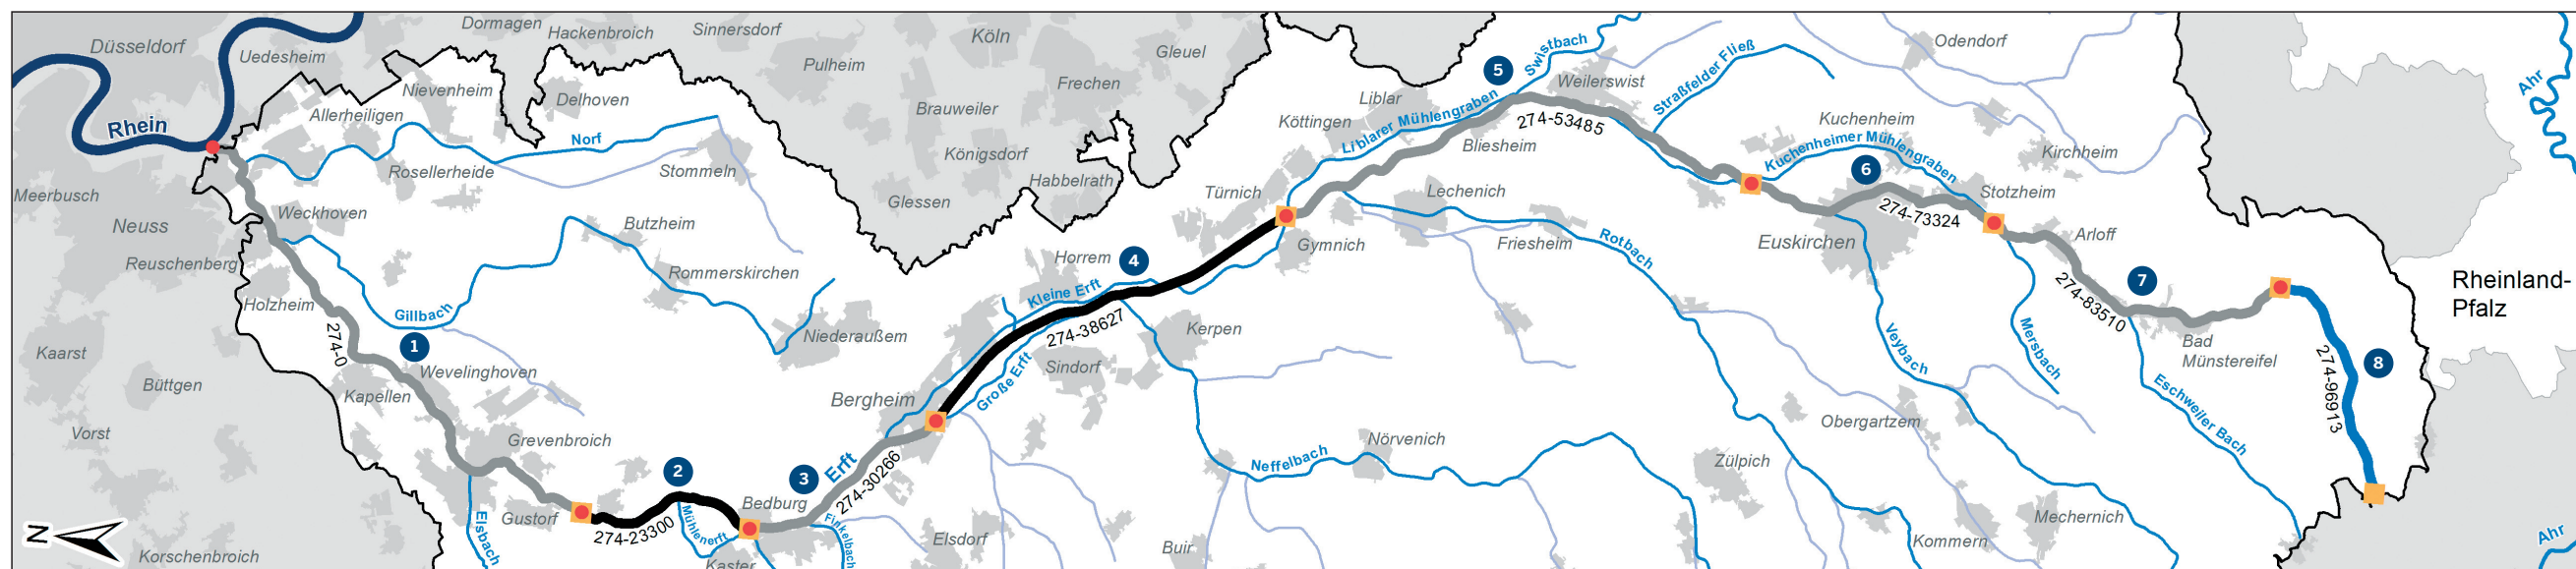 Dormagen
Hackenbroich
Sinnersdorf
Köln
Düsseldorf
Uedesheim
Pulheim
Gleuel
Frechen
Nievenheim
Delhoven
Allerheiligen
Brauweiler
Rhein
Norf
Königsdorf
Rosellerheide
Stommeln
Habbelrath
Glessen
Meerbusch
Neuss
Weckhoven
Butzheim
Reuschenberg
Rommerskirchen
Holzheim
Gillbach
Niederaußem
274-0
1
Kaarst
Büttgen
Wevelinghoven
Kapellen
Vorst
Grevenbroich
Gustorf
Elsbach
Korschenbroich
N
2
274-23300
Mühlenerft
Kaster
3
Bedburg
Erft
274-30266
Finkelbach
Elsdorf
Bergheim
Horrem
4
Kleine Erft
274-38627
Große Erft
Sindorf
Kerpen
Türnich
Gymnich
Köttingen
Liblar
Liblarer Mühlengraben
5
Swistbach
Weilerswist
274-53485
Bliesheim
Lechenich
Friesheim
Rotbach
Straßfelder Fließ
Odendorf
Kuchenheim
Kuchenheimer Mühlengraben
6
Kirchheim
Stotzheim
274-73324
Euskirchen
Arloff
274-83510
7
Veybach
Mersbach
Bad
Münstereifel
Eschweiler Bach
274-96913
8
Rheinland-
Pfalz
Ahr
Ahr
Neffelbach
Nörvenich
Buir
Zülpich
Obergartzem
Kommern
Mechernich